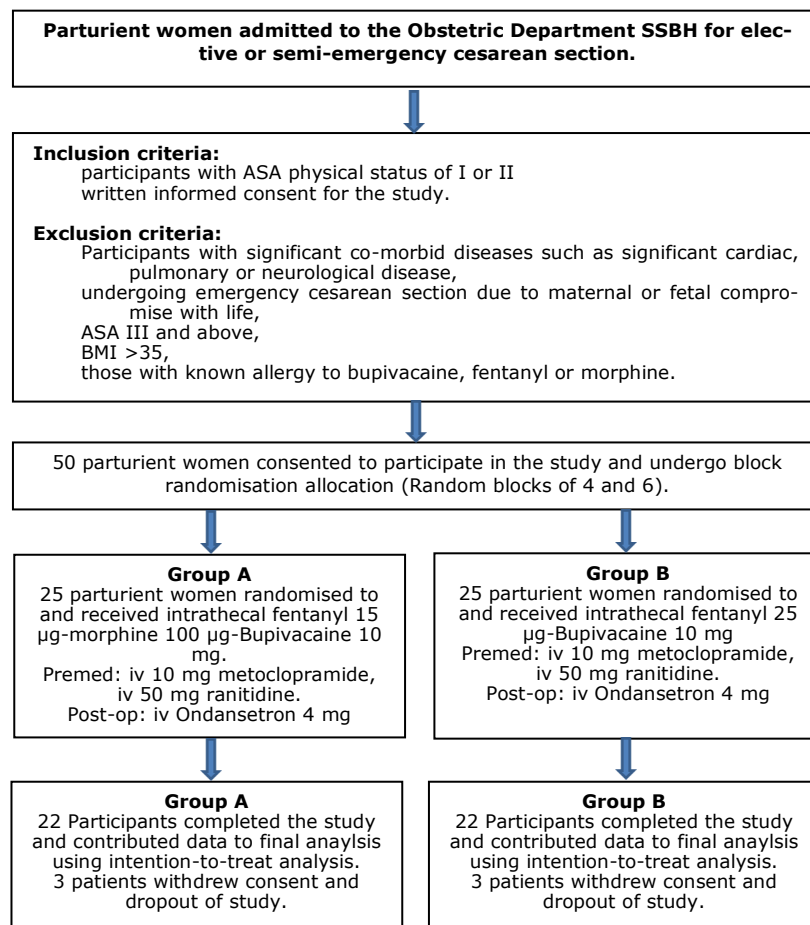 Parturient women admitted to the Obstetric Department SSBH for elec-
tive or semi-emergency cesarean section.
Inclusion criteria:
participants with ASA physical status of I or II
written informed consent for the study.
Exclusion criteria:
Participants with significant co-morbid diseases such as significant cardiac,
pulmonary or neurological disease,
undergoing emergency cesarean section due to maternal or fetal compro-
mise with life,
ASA III and above,
BMI >35,
those with known allergy to bupivacaine, fentanyl or morphine.
50 parturient women consented to participate in the study and undergo block
randomisation allocation (Random blocks of 4 and 6).
Group A
25 parturient women randomised to
and received intrathecal fentanyl 15
µg-morphine 100 µg-Bupivacaine 10
mg.
Premed: iv 10 mg metoclopramide,
iv 50 mg ranitidine.
Post-op: iv Ondansetron 4 mg
Group B
25 parturient women randomised to
and received intrathecal fentanyl 25
µg-Bupivacaine 10 mg
Premed: iv 10 mg metoclopramide,
iv 50 mg ranitidine.
Post-op: iv Ondansetron 4 mg
Group A
22 Participants completed the study
and contributed data to final anaylsis
using intention-to-treat analysis.
3 patients withdrew consent and
dropout of study.
Group B
22 Participants completed the study
and contributed data to final anaylsis
using intention-to-treat analysis.
3 patients withdrew consent and
dropout of study.